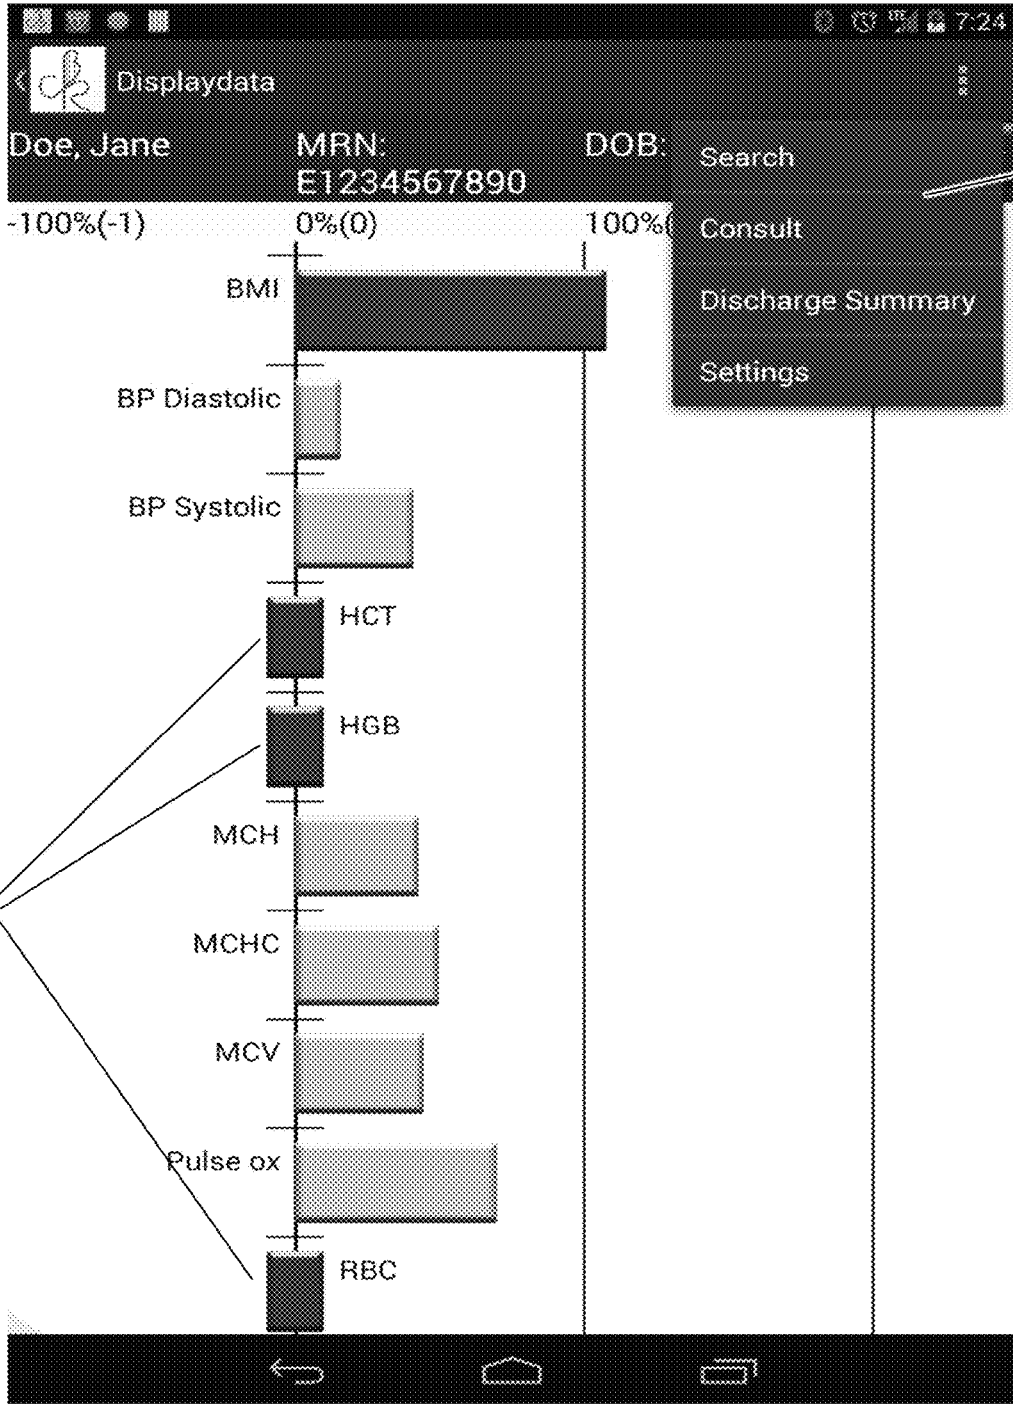 7:24
Displaydata
Doe, Jane
MRN:
E1234567890
DOB:
Search
Consult
Discharge Summary
Settings
-100%(-1)
0%(0)
100%(
BMI
BP Diastolic
BP Systolic
HCT
HGB
MCH
MCHC
MCV
Pulse ox
RBC